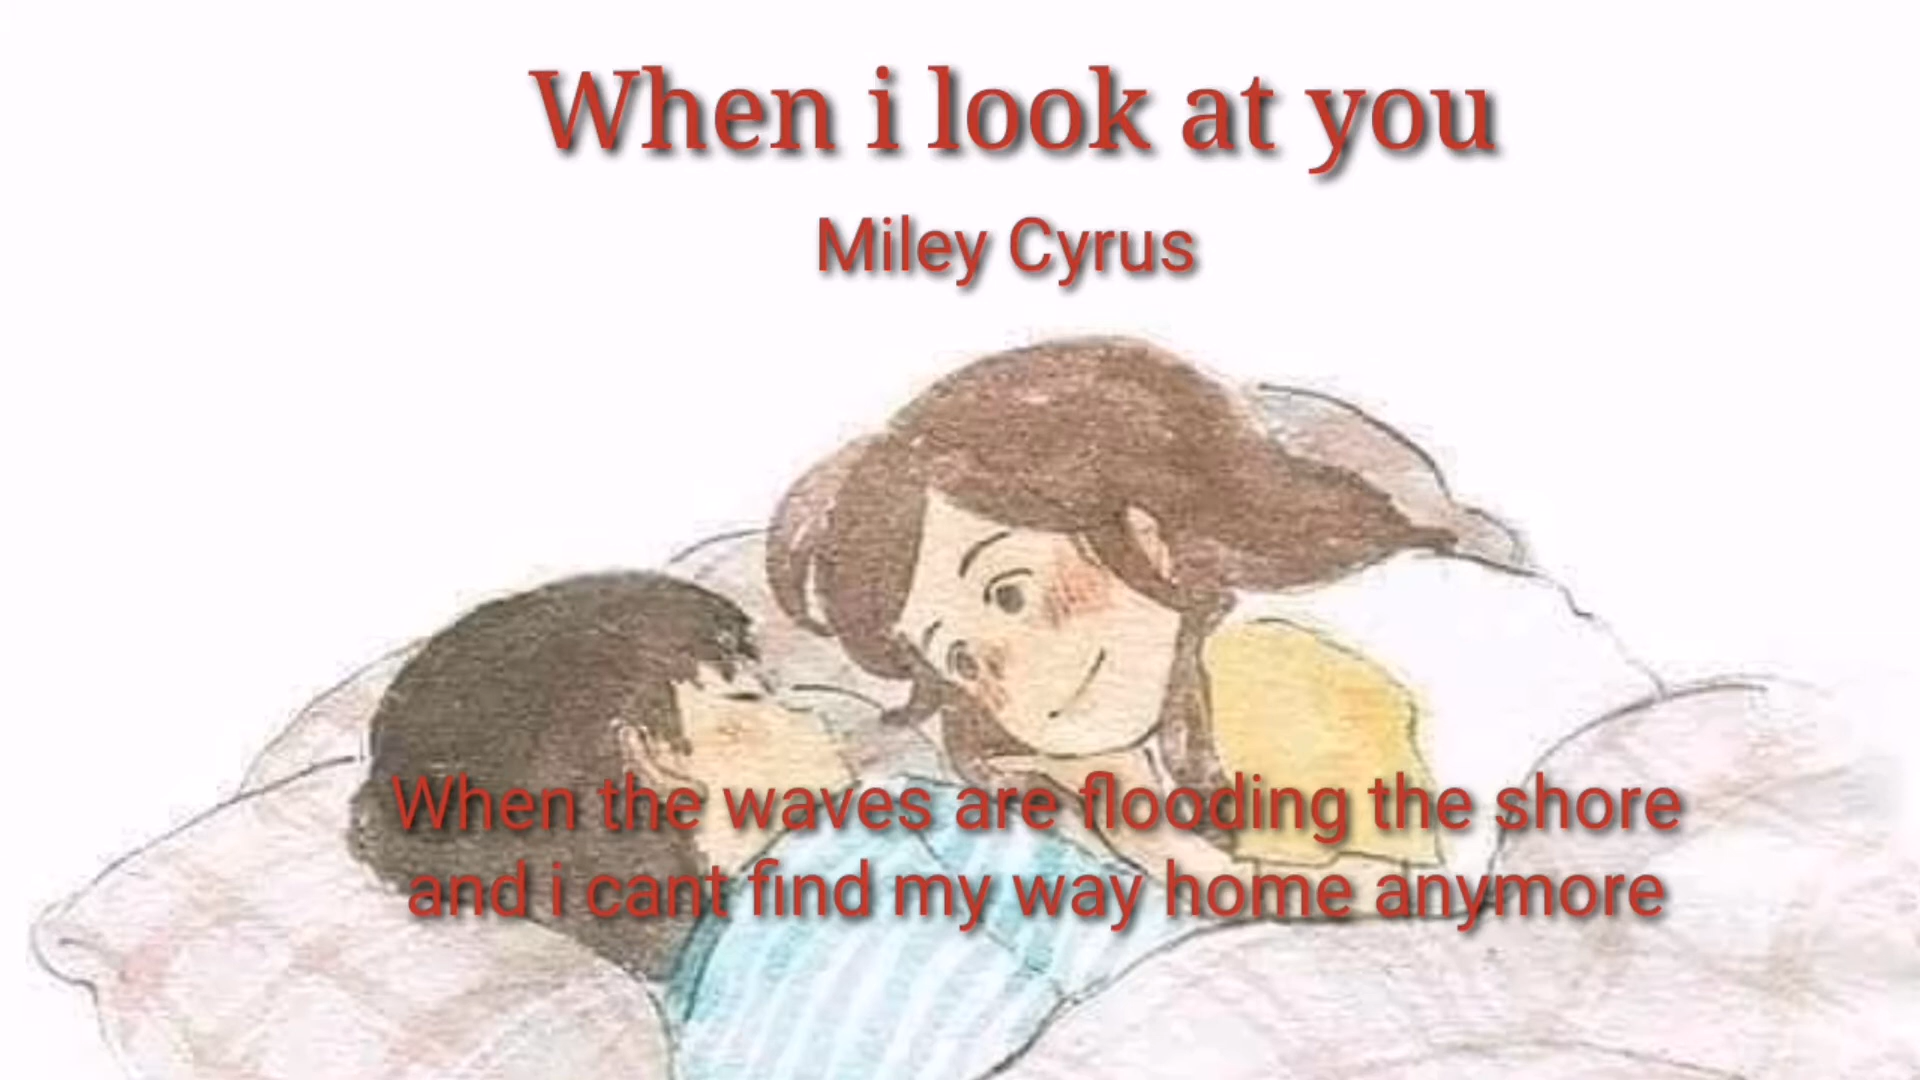 When i look at you
Miley Cyrus
When the waves are flooding the shore
and i cant find my way home anymore